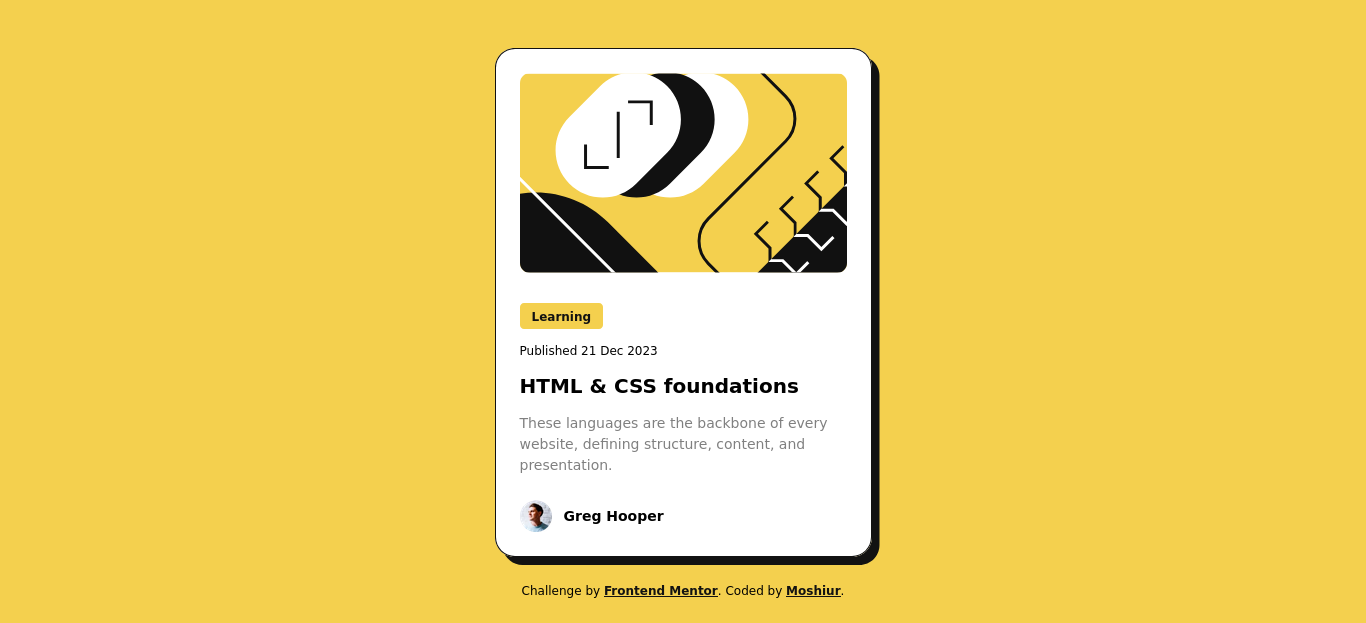 Learning
Published 21 Dec 2023
HTML & CSS foundations
These languages are the backbone of every
website, defining structure, content, and
presentation.
Greg Hooper
Challenge by Frontend Mentor. Coded by Moshiur.